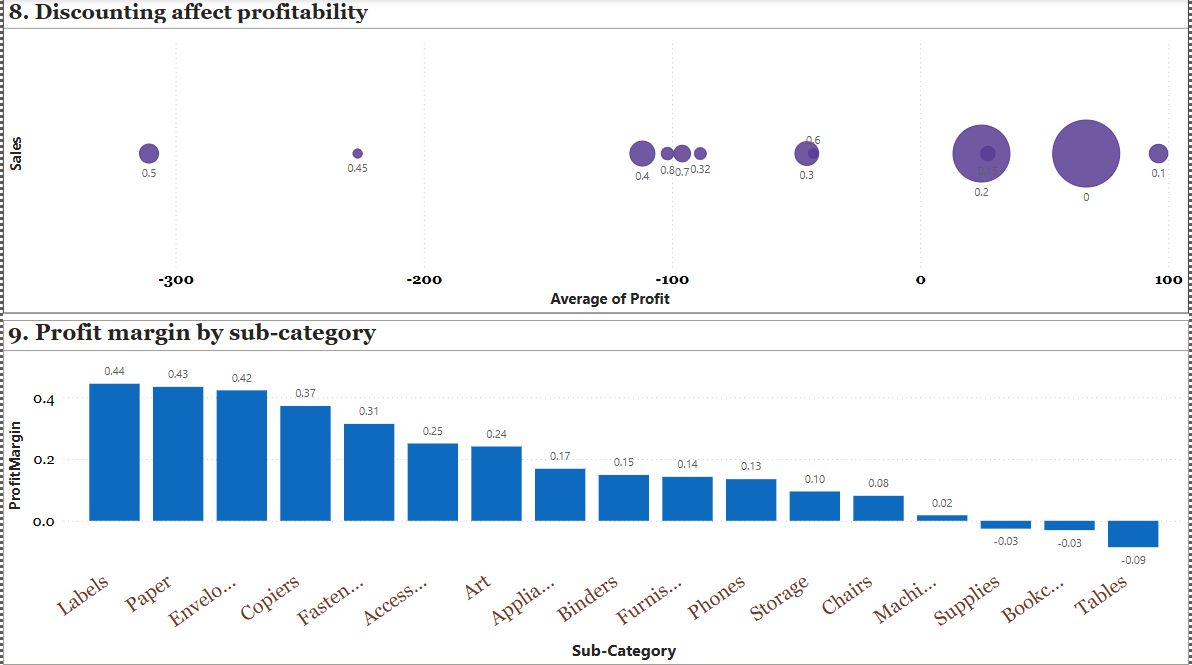 8. Discounting affect profitability
Sales
0.5
0.45
0.4
0.8
0.7
0.32
0.6
0.3
0.2
0
0.1
-300
-200
-100
0
100
Average of Profit
9. Profit margin by sub-category
ProfitMargin
0.4
0.2
0.0
0.44
0.43
0.42
0.37
0.31
0.25
0.24
0.17
0.15
0.14
0.13
0.10
0.08
0.02
-0.03
-0.03
-0.09
Labels
Paper
Envelo...
Copiers
Fasten...
Access...
Art
Applia...
Binders
Furnis...
Phones
Storage
Chairs
Machi...
Supplies
Bookc...
Tables
Sub-Category